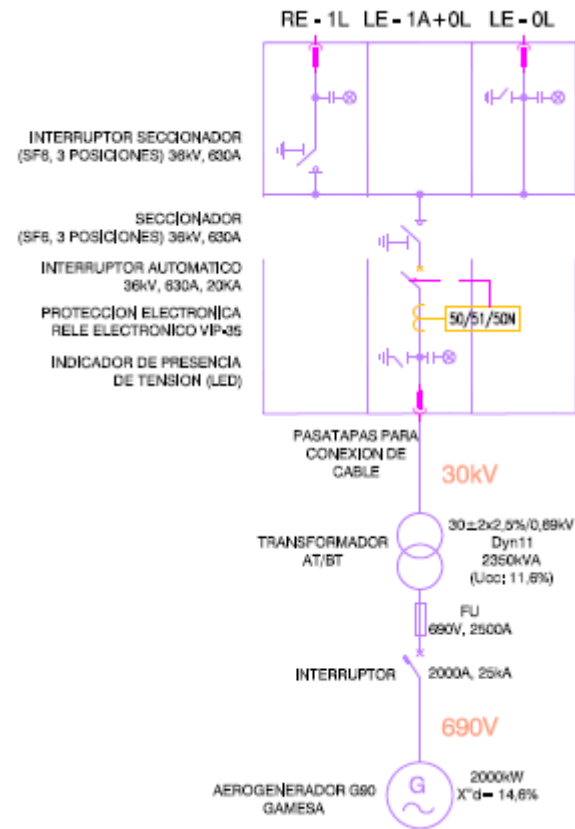 RE - 1L LE - 1A+0L LE - 0L
INTERRUPTOR SECCIONADOR
(SF6, 3 POSICIONES) 36kV, 630A
SECCIONADOR
(SF6, 3 POSICIONES) 36kV, 630A
INTERRUPTOR AUTOMATICO
36kV, 630A, 20KA
PROTECCION ELECTRONICA
RELE ELECTRONICO VIP-35
50/51/50N
INDICADOR DE PRESENCIA
DE TENSION (LED)
PASATAPAS PARA
CONEXION DE
CABLE
30kV
TRANSFORMADOR
AT/BT
30±2x2,5%/0,69kV
Dyn11
2350kVA
(Ucc: 11,6%)
FU
690V, 2500A
INTERRUPTOR
2000A, 25kA
690V
AEROGENERADOR G90
GAMESA
G
2000kW
X"d= 14,6%